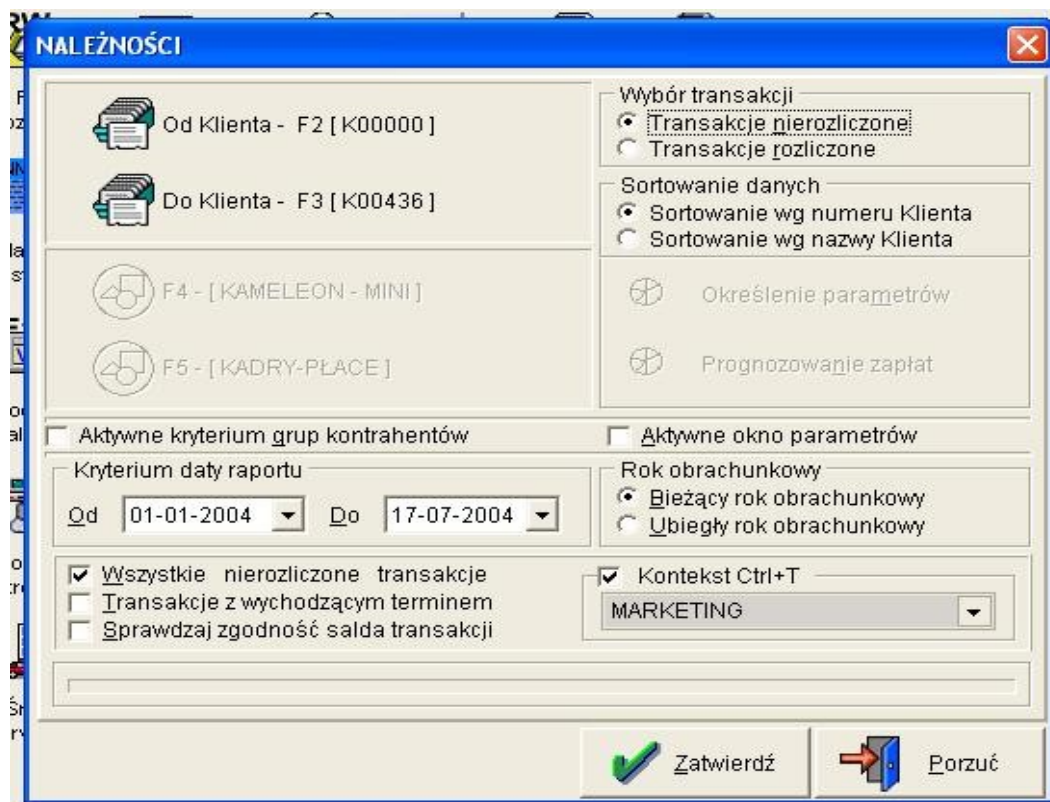 NALEŻNOŚCI
Od Klienta - F2 [ K00000 ]
Do Klienta - F3 [ K00436 ]
Wybór transakcji
Transakcje nierozliczone
Transakcje rozliczone
Sortowanie danych
Sortowanie wg numeru Klienta
Sortowanie wg nazwy Klienta
F4 - [ KAMELEON - MINI ]
F5 - [ KADRY-PŁACE ]
Określenie parametrów
Prognozowanie zapłat
Aktywne kryterium grup kontrahentów
Aktywne okno parametrów
Kryterium daty raportu
Od 01-01-2004 Do 17-07-2004
Rok obrachunkowy
Bieżący rok obrachunkowy
Ubiegły rok obrachunkowy
Wszystkie nierozliczone transakcje
Transakcje z wychodzącym terminem
Sprawdzaj zgodność salda transakcji
Kontekst Ctrl+T
MARKETING
Zatwierdź
Porzuć